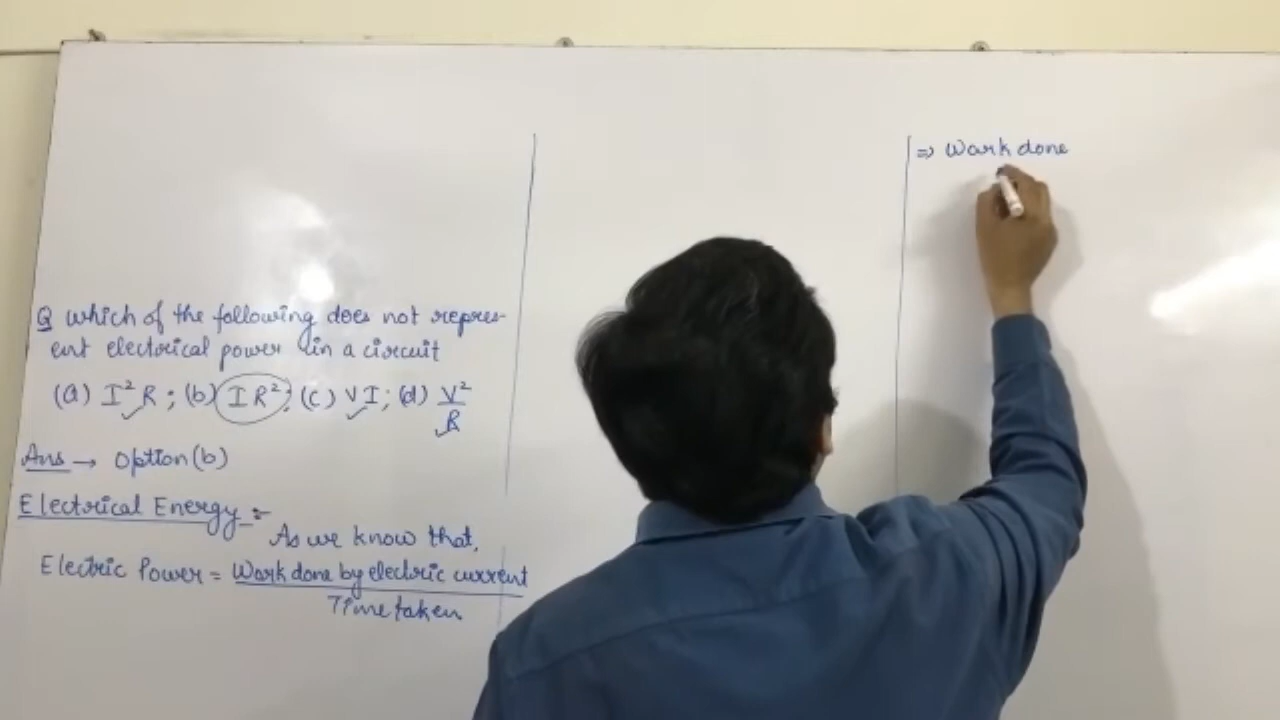 Q which of the following does not repres-
ent electrical power in a circuit
(a) I²R ; (b) IR²; (c) VI; (d) V²/R
Ans → Option(b)
Electrical Energy :-
As we know that,
Electric Power = Work done by electric current
Time taken
⇒ Work done